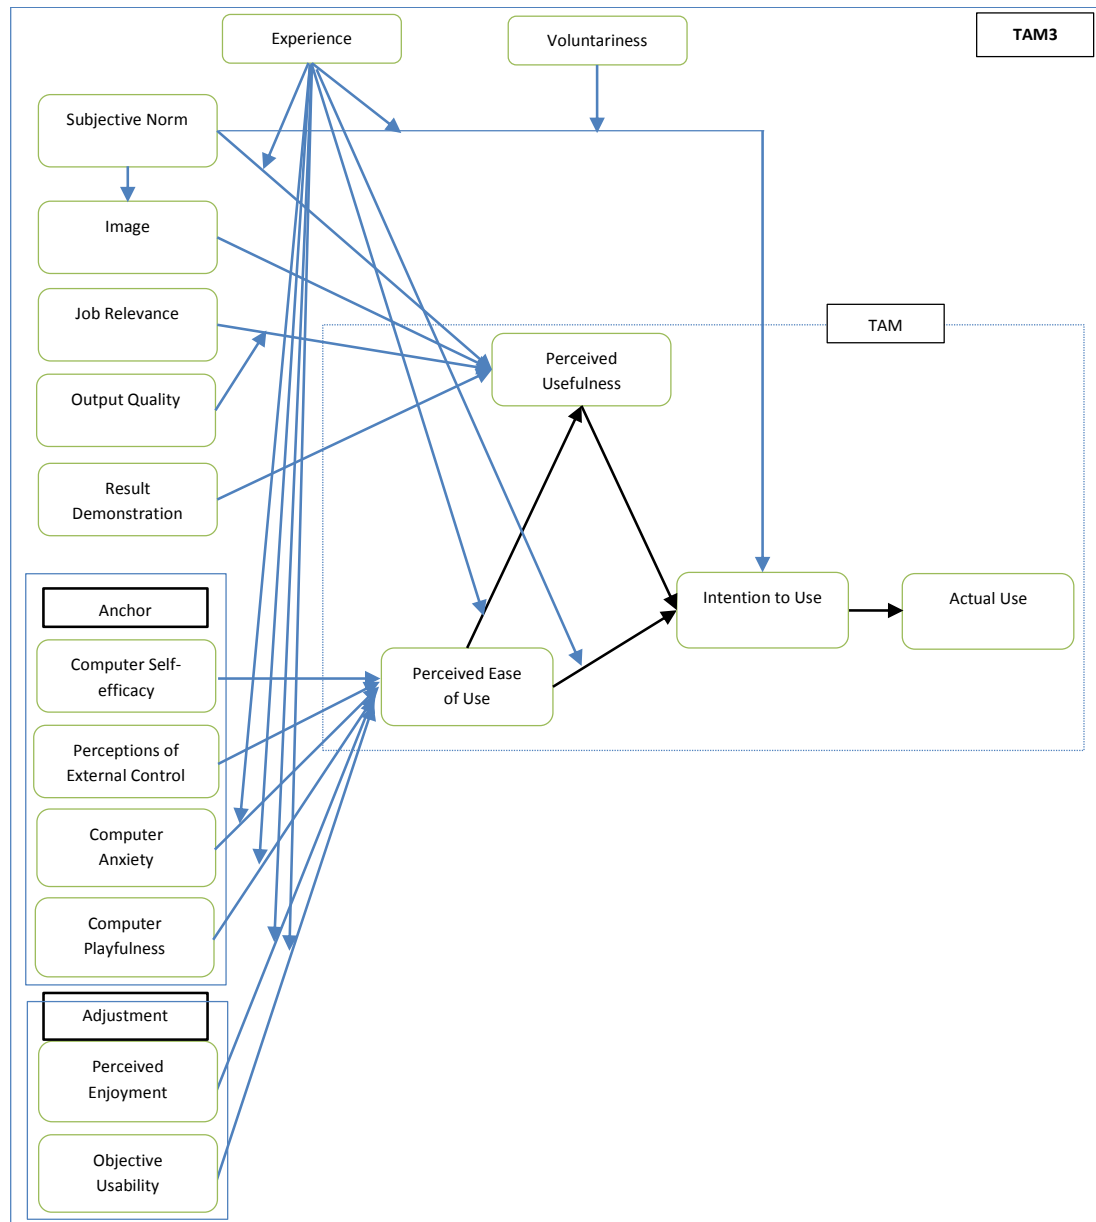 Experience
Voluntariness
TAM3
Subjective Norm
Image
Job Relevance
TAM
Perceived
Usefulness
Output Quality
Result
Demonstration
Anchor
Intention to Use
Actual Use
Computer Self-
efficacy
Perceived Ease
of Use
Perceptions of
External Control
Computer
Anxiety
Computer
Playfulness
Adjustment
Perceived
Enjoyment
Objective
Usability